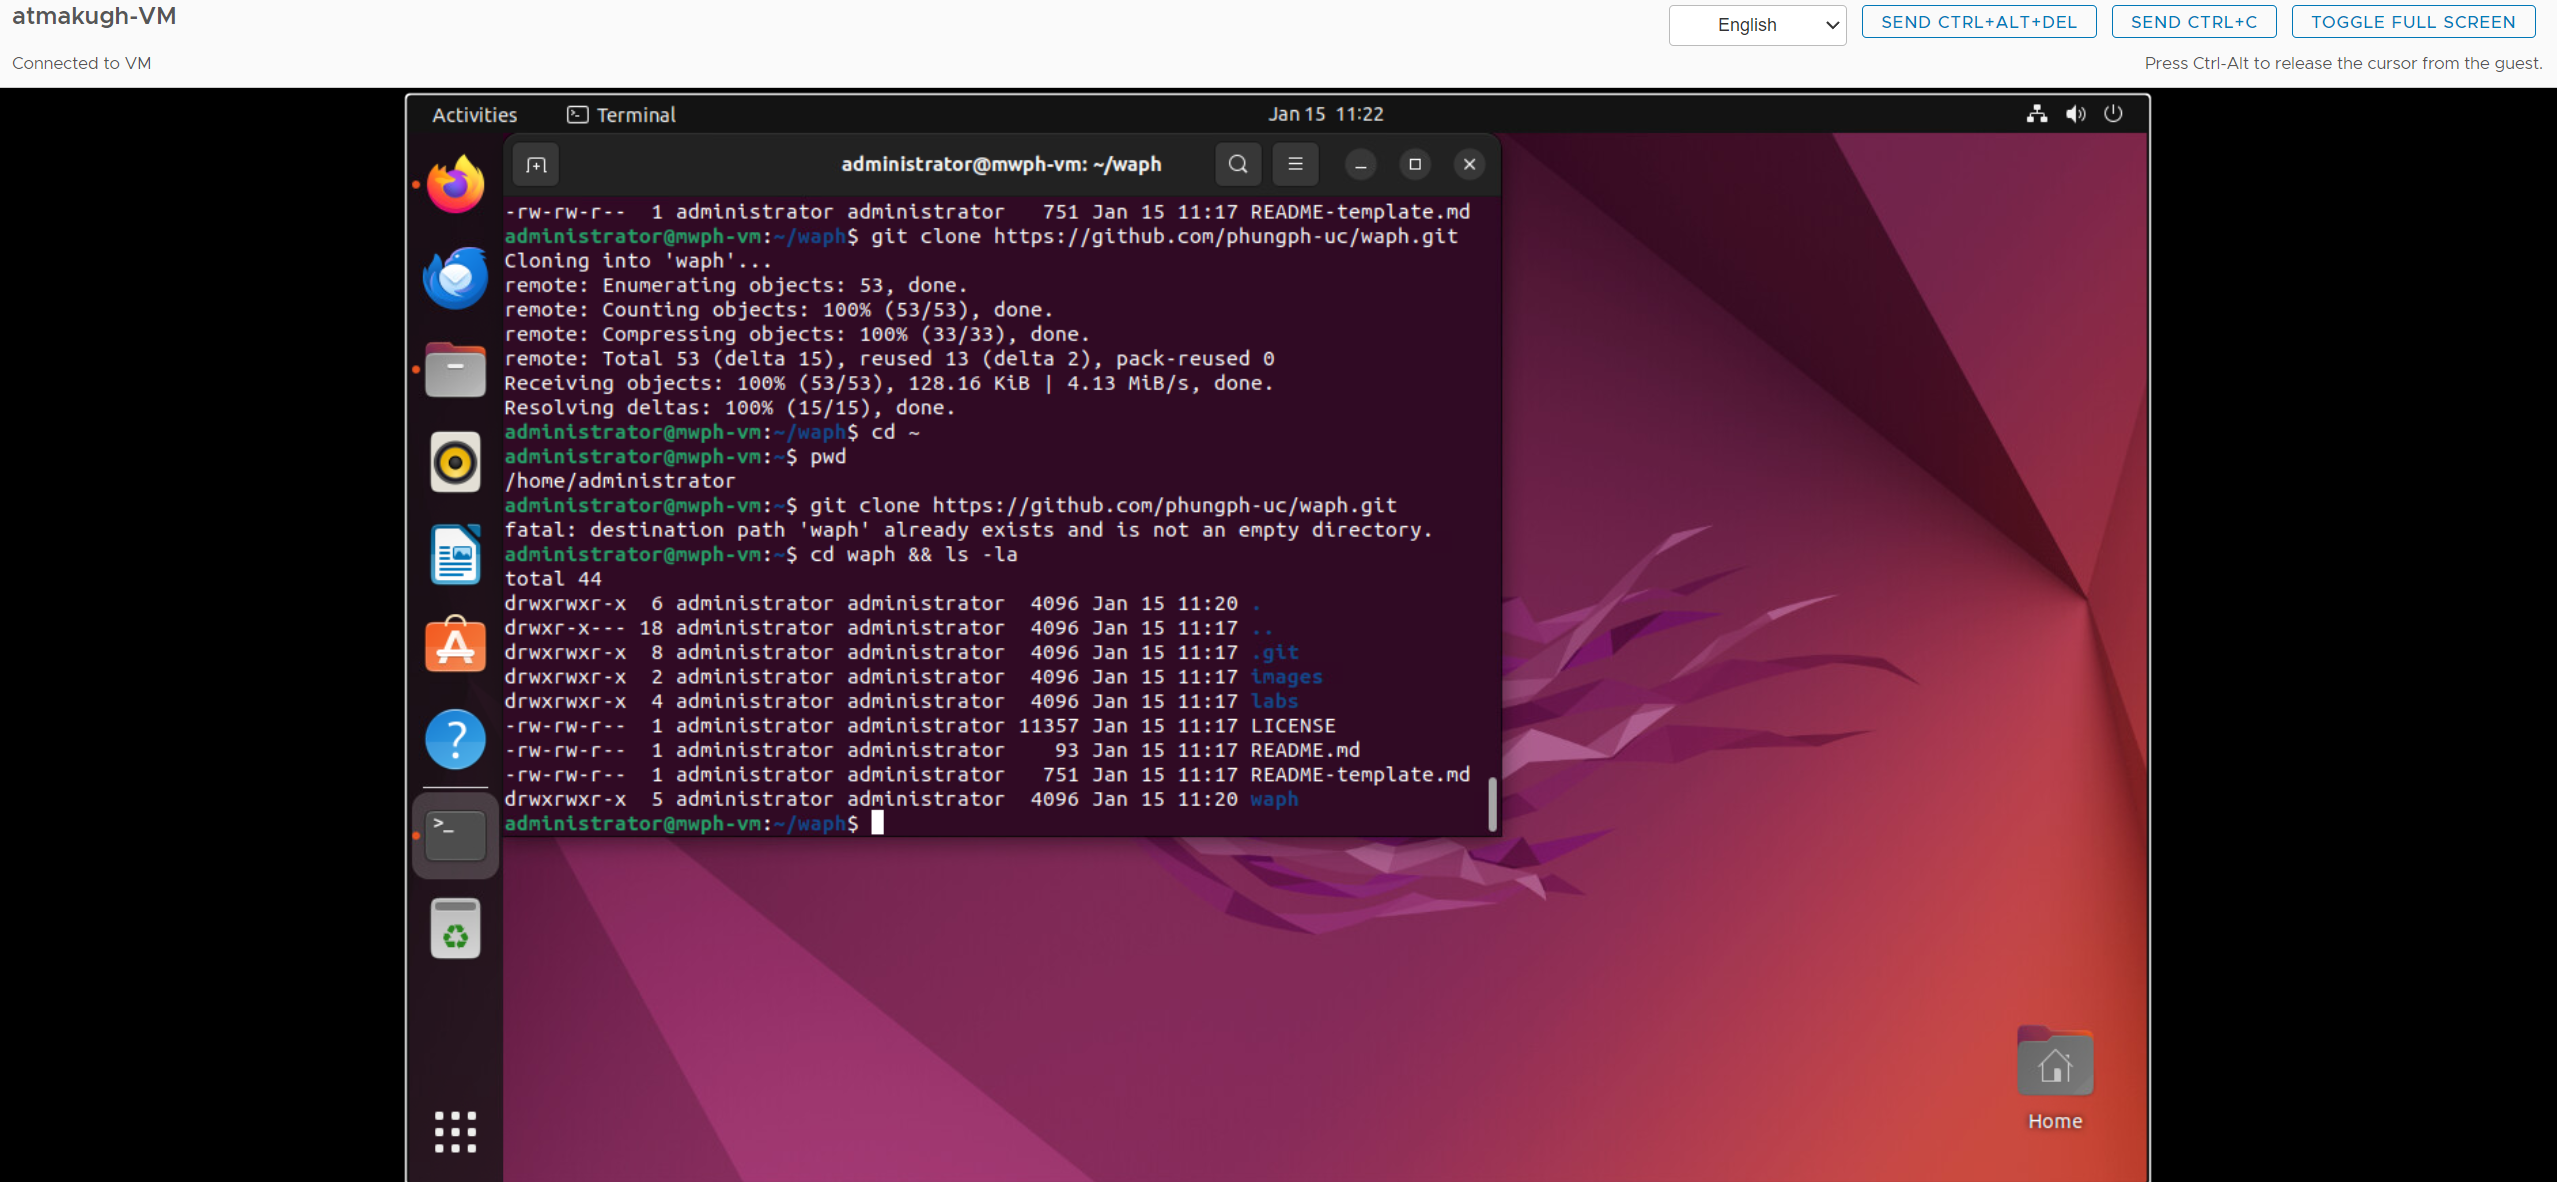 atmakugh-VM
English
SEND CTRL+ALT+DEL
SEND CTRL+C
TOGGLE FULL SCREEN
Connected to VM
Press Ctrl-Alt to release the cursor from the guest.
Activities
Terminal
Jan 15 11:22
administrator@mwph-vm: ~/waph
-rw-rw-r-- 1 administrator administrator 751 Jan 15 11:17 README-template.md
administrator@mwph-vm:~/waph$ git clone https://github.com/phungph-uc/waph.git
Cloning into 'waph'...
remote: Enumerating objects: 53, done.
remote: Counting objects: 100% (53/53), done.
remote: Compressing objects: 100% (33/33), done.
remote: Total 53 (delta 15), reused 13 (delta 2), pack-reused 0
Receiving objects: 100% (53/53), 128.16 KiB | 4.13 MiB/s, done.
Resolving deltas: 100% (15/15), done.
administrator@mwph-vm:~/waph$ cd ~
administrator@mwph-vm:~$ pwd
/home/administrator
administrator@mwph-vm:~$ git clone https://github.com/phungph-uc/waph.git
fatal: destination path 'waph' already exists and is not an empty directory.
administrator@mwph-vm:~$ cd waph && ls -la
total 44
drwxrwxr-x 6 administrator administrator 4096 Jan 15 11:20 .
drwxr-x--- 18 administrator administrator 4096 Jan 15 11:17 ..
drwxrwxr-x 8 administrator administrator 4096 Jan 15 11:17 .git
drwxrwxr-x 2 administrator administrator 4096 Jan 15 11:17 images
drwxrwxr-x 4 administrator administrator 4096 Jan 15 11:17 labs
-rw-rw-r-- 1 administrator administrator 11357 Jan 15 11:17 LICENSE
-rw-rw-r-- 1 administrator administrator 93 Jan 15 11:17 README.md
-rw-rw-r-- 1 administrator administrator 751 Jan 15 11:17 README-template.md
drwxrwxr-x 5 administrator administrator 4096 Jan 15 11:20 waph
administrator@mwph-vm:~/waph$
Home